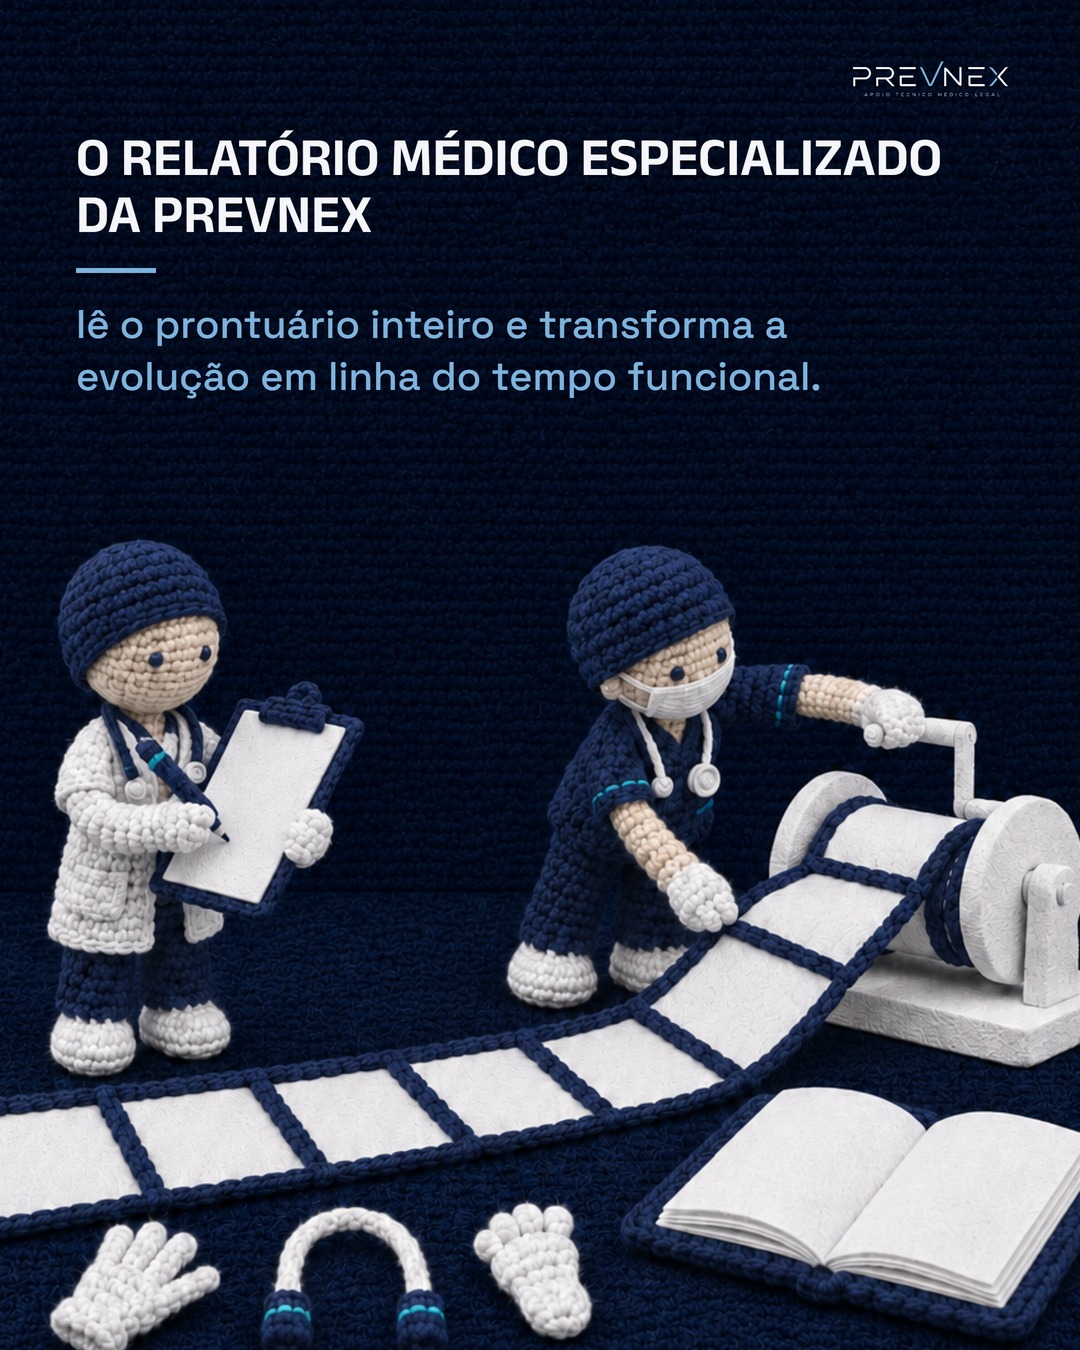 PREVNEX
APOIO TÉCNICO MÉDICO-LEGAL
O RELATÓRIO MÉDICO ESPECIALIZADO
DA PREVNEX
lê o prontuário inteiro e transforma a
evolução em linha do tempo funcional.